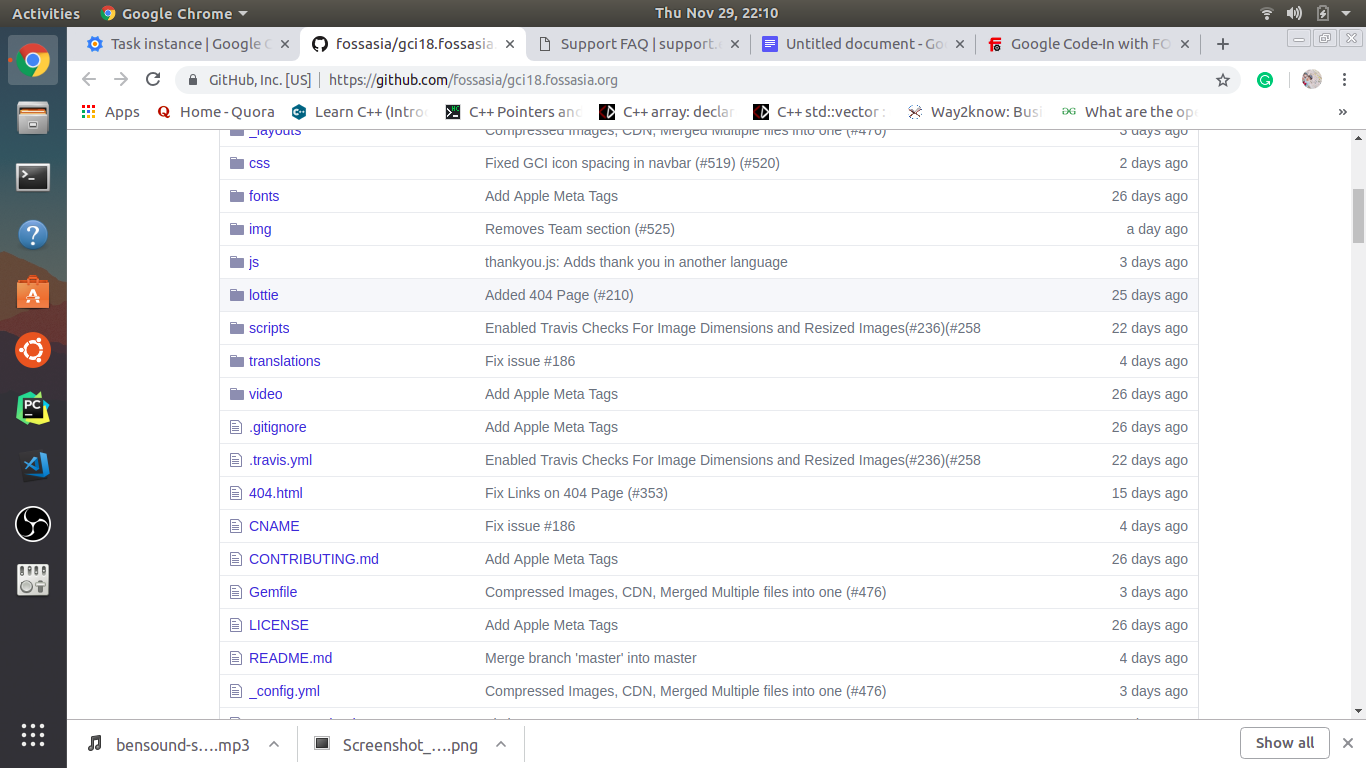 Activities Google Chrome Thu Nov 29, 22:10
Task instance | Google C fossasia/gci18.fossasia Support FAQ | support. Untitled document - Go Google Code-In with FO
GitHub, Inc. [US] https://github.com/fossasia/gci18.fossasia.org
Apps Home - Quora Learn C++ (Intro C++ Pointers and C++ array: declar C++ std::vector : Way2know: Busi What are the ope »
_layouts Compressed Images, CDN, Merged Multiple files into one (#476) 3 days ago
css Fixed GCI icon spacing in navbar (#519) (#520) 2 days ago
fonts Add Apple Meta Tags 26 days ago
img Removes Team section (#525) a day ago
js thankyou.js: Adds thank you in another language 3 days ago
lottie Added 404 Page (#210) 25 days ago
scripts Enabled Travis Checks For Image Dimensions and Resized Images(#236)(#258 22 days ago
translations Fix issue #186 4 days ago
video Add Apple Meta Tags 26 days ago
.gitignore Add Apple Meta Tags 26 days ago
.travis.yml Enabled Travis Checks For Image Dimensions and Resized Images(#236)(#258 22 days ago
404.html Fix Links on 404 Page (#353) 15 days ago
CNAME Fix issue #186 4 days ago
CONTRIBUTING.md Add Apple Meta Tags 26 days ago
Gemfile Compressed Images, CDN, Merged Multiple files into one (#476) 3 days ago
LICENSE Add Apple Meta Tags 26 days ago
README.md Merge branch 'master' into master 4 days ago
_config.yml Compressed Images, CDN, Merged Multiple files into one (#476) 3 days ago
bensound-s....mp3 Screenshot_....png Show all